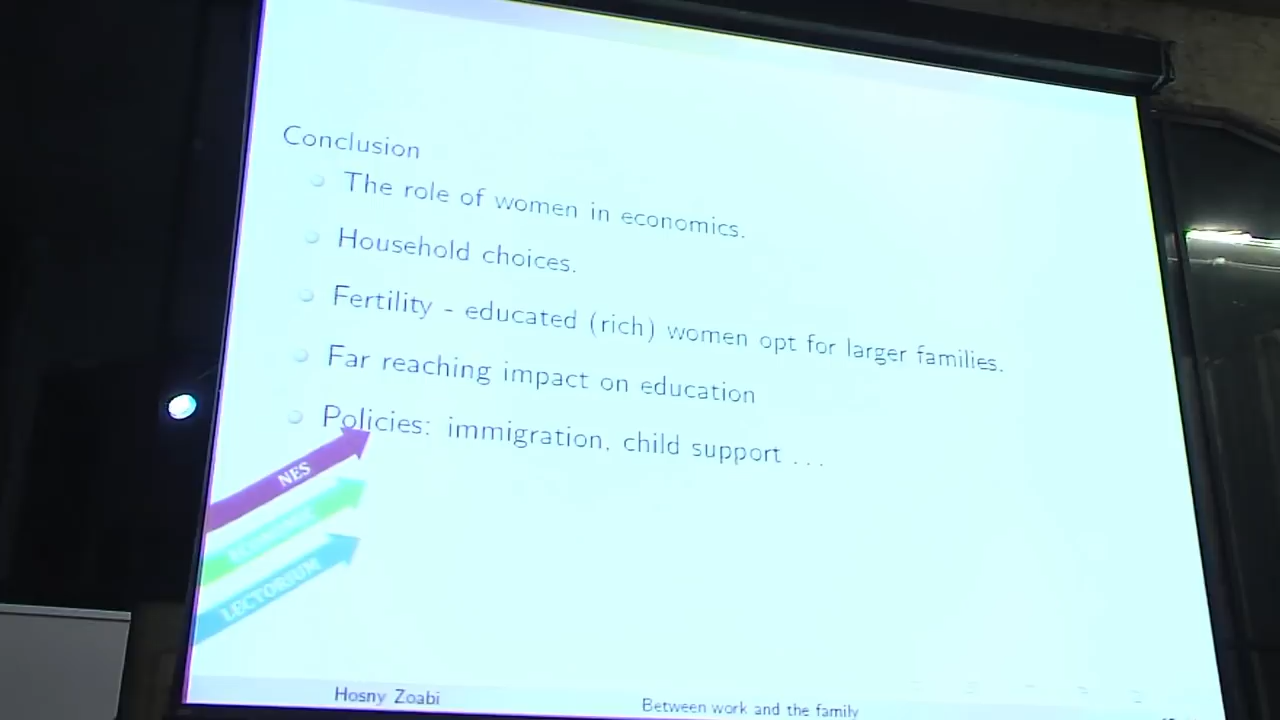 Conclusion
The role of women in economics.
Household choices.
Fertility - educated (rich) women opt for larger families.
Far reaching impact on education
Policies: immigration, child support ...
NES
LECTORIUM
Hosny Zoabi
Between work and the family